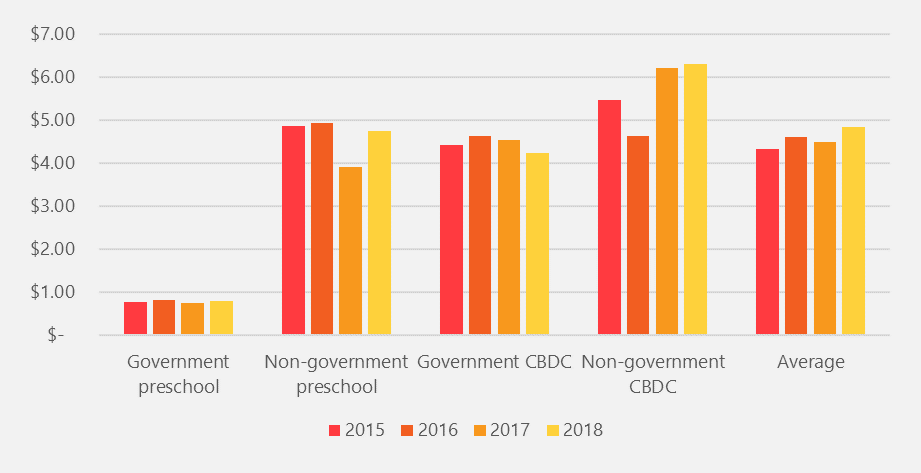 $7.00
$6.00
$5.00
$4.00
$3.00
$2.00
$1.00
$-
Government preschool
Non-government preschool
Government CBDC
Non-government CBDC
Average
2015 2016 2017 2018